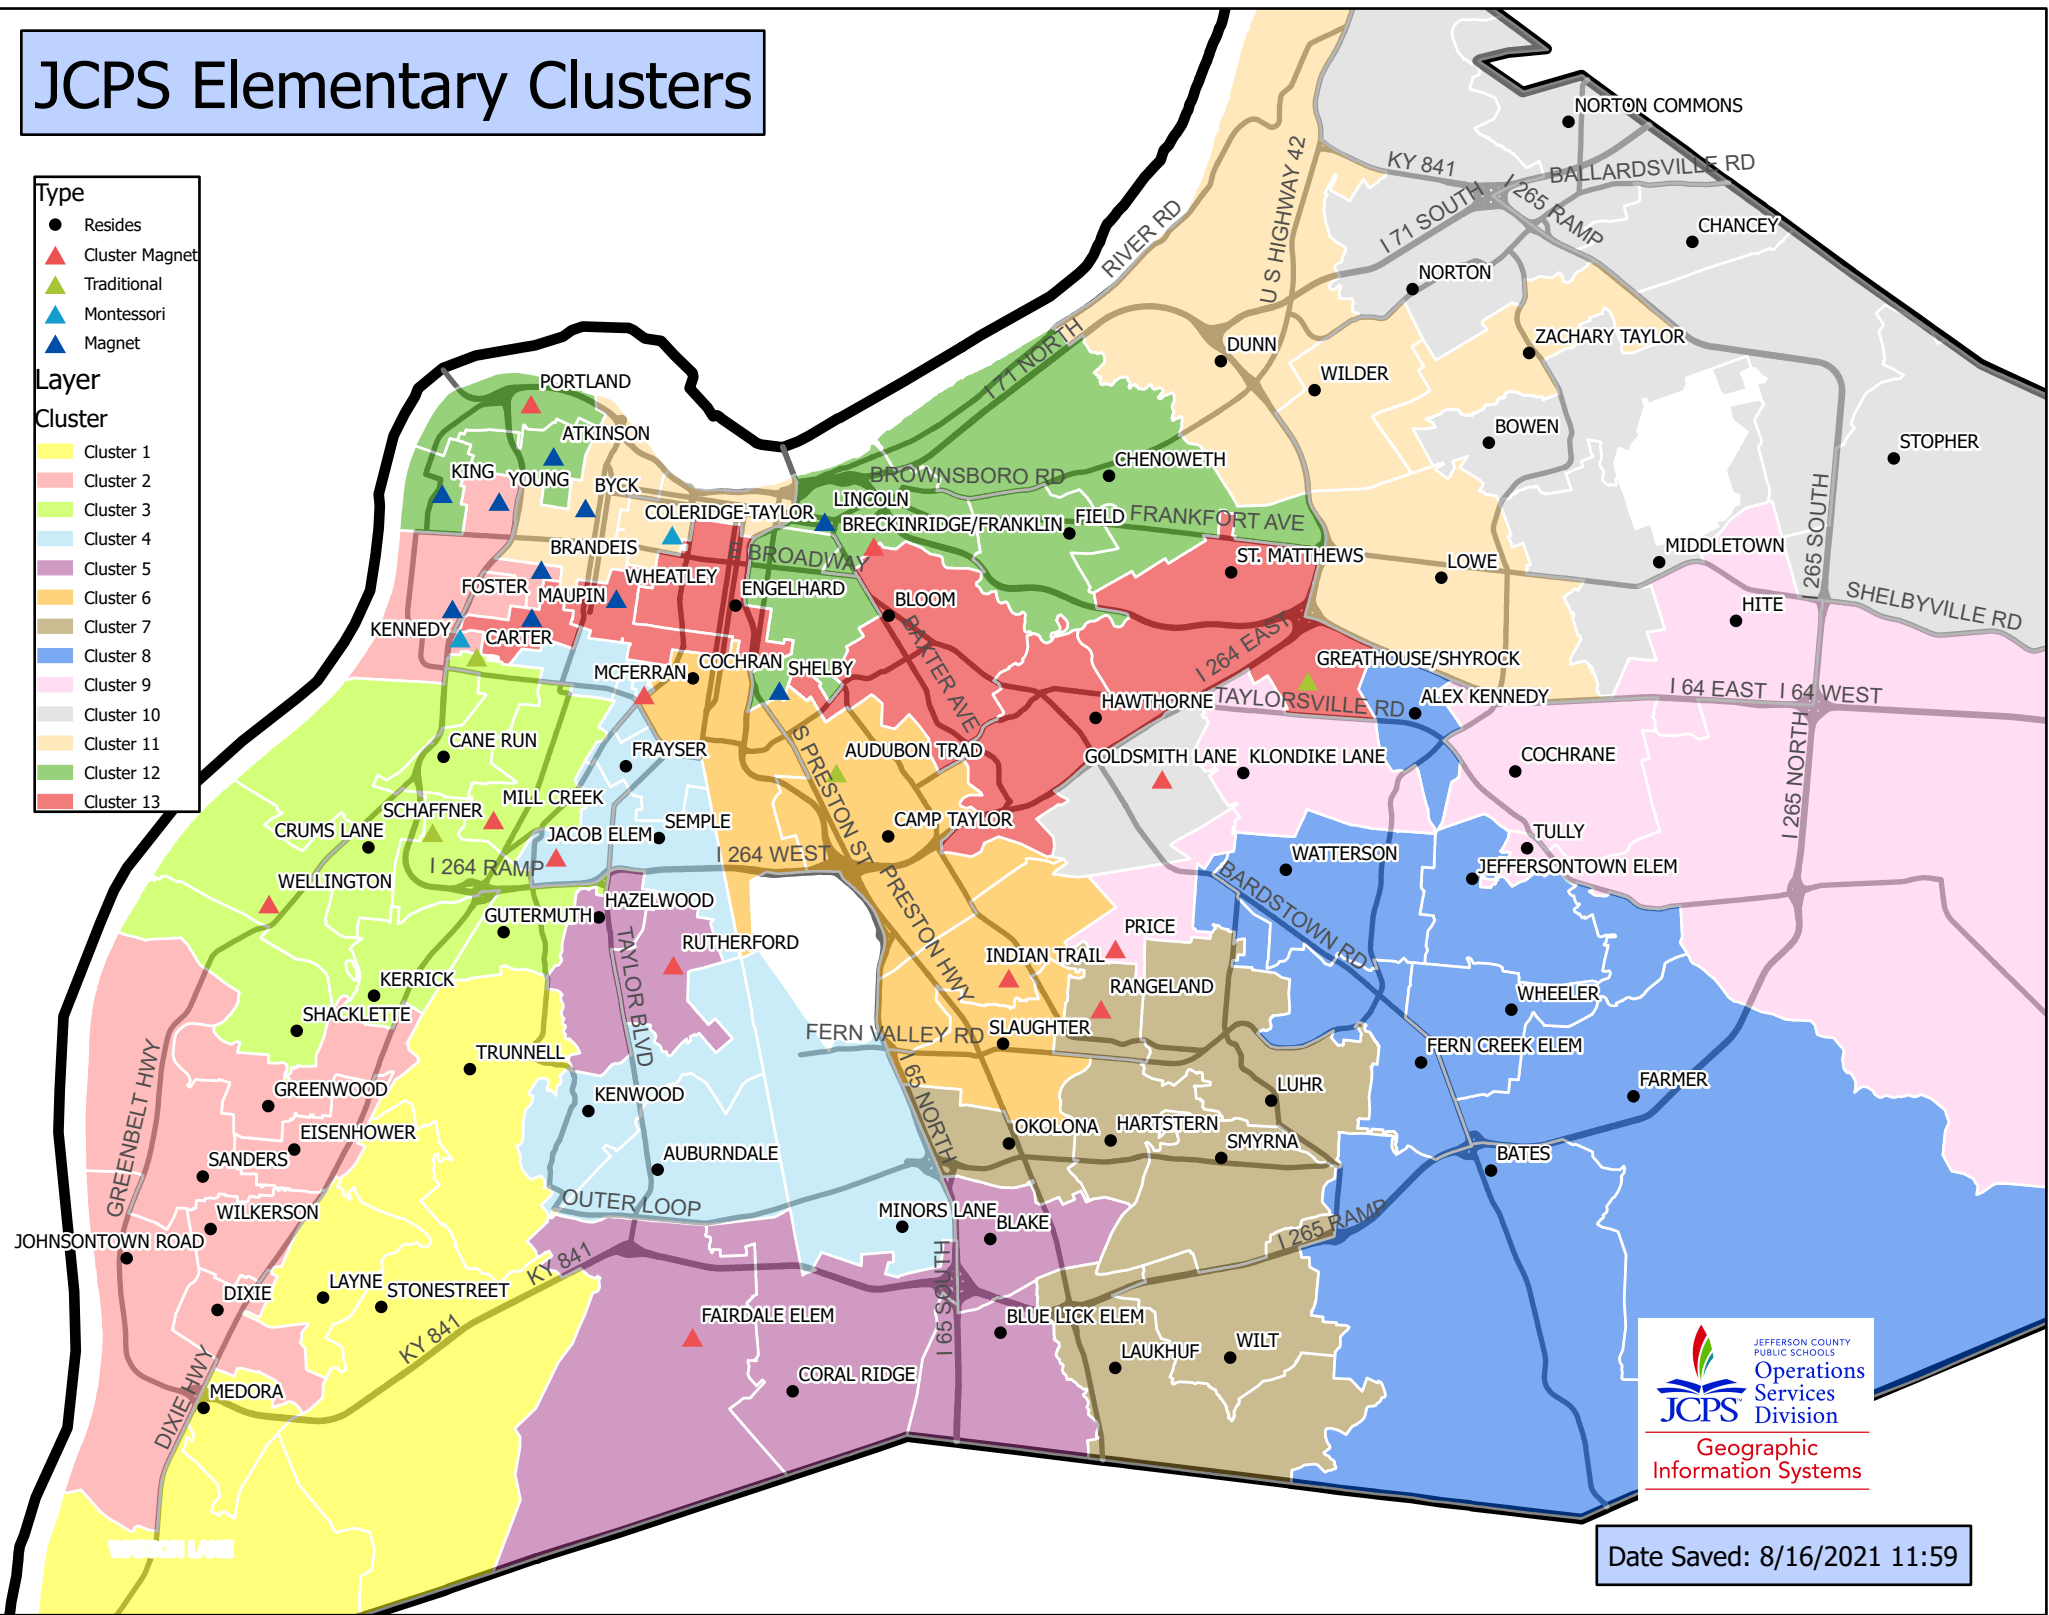 JCPS Elementary Clusters
Type
Resides
Cluster Magnet
Traditional
Montessori
Magnet
Layer
Cluster
Cluster 1
Cluster 2
Cluster 3
Cluster 4
Cluster 5
Cluster 6
Cluster 7
Cluster 8
Cluster 9
Cluster 10
Cluster 11
Cluster 12
Cluster 13
NORTON COMMONS
KY 841
BALLARDSVILLE RD
I 71 SOUTH
I 265 RAMP
CHANCEY
RIVER RD
U S HIGHWAY 42
NORTON
ZACHARY TAYLOR
DUNN
WILDER
I 71 NORTH
BOWEN
STOPHER
PORTLAND
ATKINSON
KING
YOUNG
BYCK
COLERIDGE-TAYLOR
LINCOLN
BROWNSBORO RD
CHENOWETH
BRECKINRIDGE/FRANKLIN
FIELD
FRANKFORT AVE
BRANDEIS
E BROADWAY
ST. MATTHEWS
LOWE
MIDDLETOWN
I 265 SOUTH
SHELBYVILLE RD
HITE
FOSTER
MAUPIN
WHEATLEY
ENGELHARD
BLOOM
KENNEDY
CARTER
BAXTER AVE
I 264 EAST
MCFERRAN
COCHRAN
SHELBY
GREATHOUSE/SHYROCK
HAWTHORNE
TAYLORSVILLE RD
ALEX KENNEDY
I 64 EAST
I 64 WEST
CANE RUN
FRAYSER
S PRESTON ST
AUDUBON TRAD
GOLDSMITH LANE
KLONDIKE LANE
COCHRANE
I 265 NORTH
SCHAFFNER
MILL CREEK
CRUMS LANE
JACOB ELEM
SEMPLE
CAMP TAYLOR
TULLY
I 264 RAMP
I 264 WEST
WATTERSON
JEFFERSONTOWN ELEM
WELLINGTON
BARDSTOWN RD
GUTERMUTH
HAZELWOOD
PRESTON HWY
RUTHERFORD
TAYLOR BLVD
PRICE
INDIAN TRAIL
KERRICK
RANGELAND
WHEELER
SHACKLETTE
FERN VALLEY RD
SLAUGHTER
TRUNNELL
FERN CREEK ELEM
GREENBELT HWY
GREENWOOD
KENWOOD
I 65 NORTH
LUHR
FARMER
EISENHOWER
OKOLONA
HARTSTERN
SMYRNA
SANDERS
AUBURNDALE
BATES
WILKERSON
OUTER LOOP
MINORS LANE
BLAKE
I 265 RAMP
JOHNSONTOWN ROAD
KY 841
I 65 SOUTH
DIXIE
LAYNE
STONESTREET
KY 841
FAIRDALE ELEM
BLUE LICK ELEM
LAUKHUF
WILT
DIXIE HWY
MEDORA
CORAL RIDGE
WATSON LANE
JEFFERSON COUNTY
PUBLIC SCHOOLS
Operations
Services
Division
JCPS
Geographic
Information Systems
Date Saved: 8/16/2021 11:59